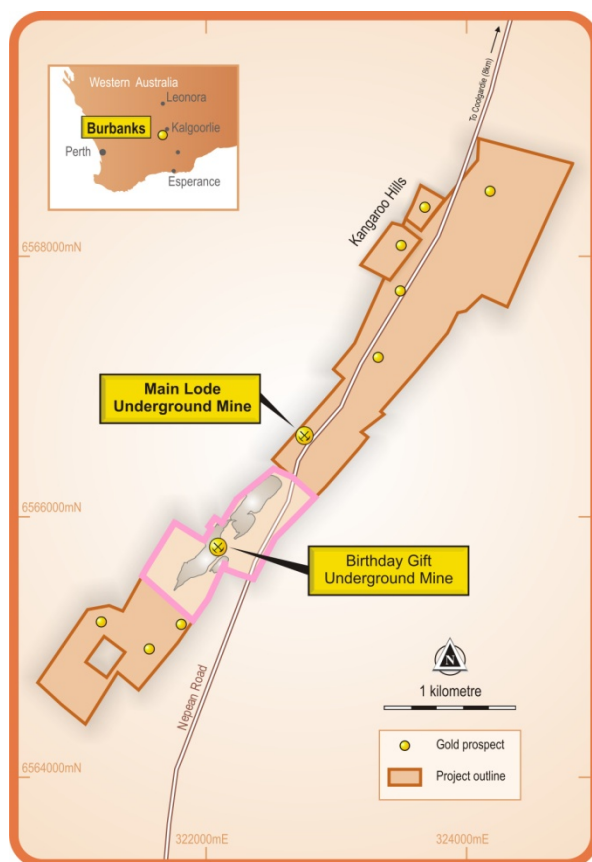 Western Australia
Leonora
Burbanks
Kalgoorlie
Perth
Esperance
To Coolgardie (8km)
Kangaroo Hills
6568000mN
Main Lode
Underground Mine
6566000mN
Birthday Gift
Underground Mine
Nepean Road
N
1 kilometre
Gold prospect
Project outline
6564000mN
322000mE
324000mE